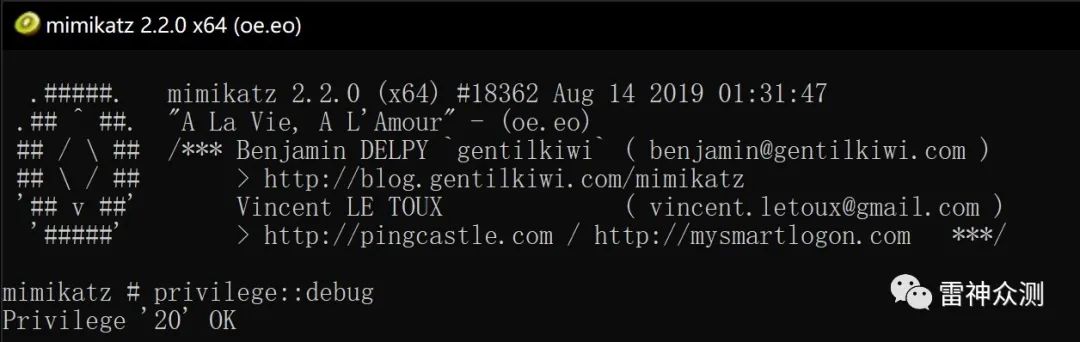 mimikatz 2.2.0 x64 (oe.eo)
.#####.   mimikatz 2.2.0 (x64) #18362 Aug 14 2019 01:31:47
.## ^ ##.  "A La Vie, A L'Amour" - (oe.eo)
## / \ ##  /*** Benjamin DELPY `gentilkiwi` ( benjamin@gentilkiwi.com )
## \ / ##       > http://blog.gentilkiwi.com/mimikatz
'## v ##'       Vincent LE TOUX             ( vincent.letoux@gmail.com )
'#####'        > http://pingcastle.com / http://mysmartlogon.com   ***/
mimikatz # privilege::debug
Privilege '20' OK
雷神众测